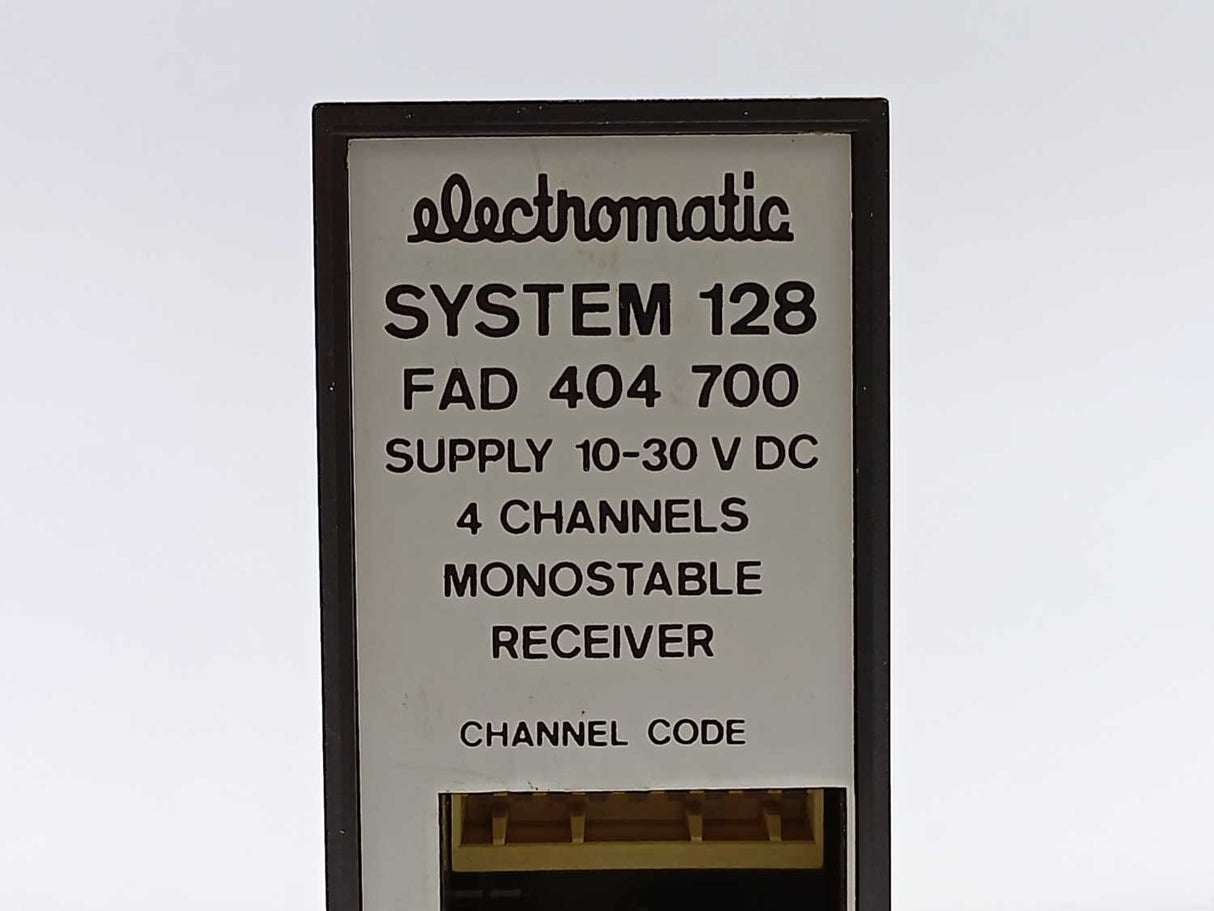 electromatic
SYSTEM 128
FAD 404 700
SUPPLY 10-30 V DC
4 CHANNELS
MONOSTABLE
RECEIVER
CHANNEL CODE